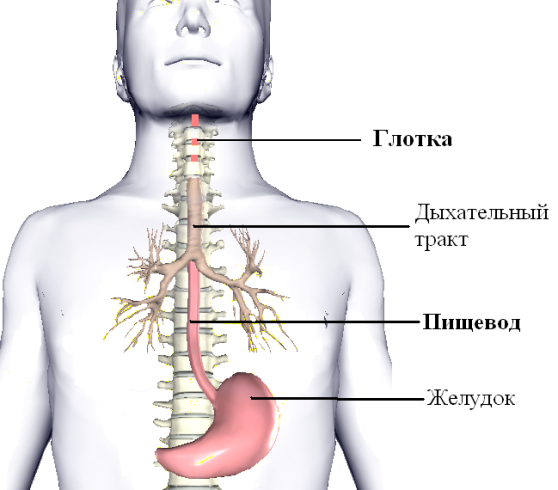 Глотка
Дыхательный
тракт
Пищевод
Желудок